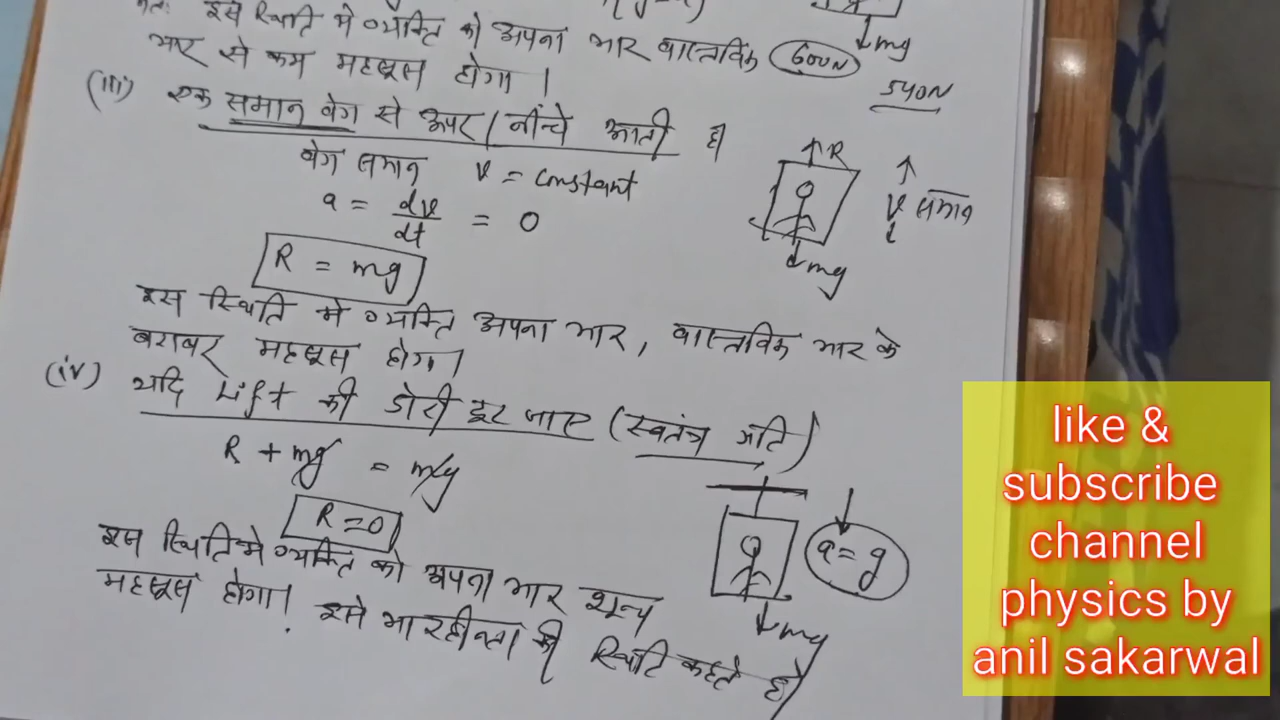 इस स्थिति मे व्यक्ति को अपना भार वास्तविक 600N
भार से कम महसूस होगा।
mg
540N
(iii) एक समान वेग से ऊपर/नींचे आती हो
वेग समान v = constant
a = dv/dt = 0
R = mg
R
v समान
mg
इस स्थिति मे व्यक्ति अपना भार, वास्तविक भार के
बराबर महसूस होगा।
(iv) यदि Lift की डोरी टूट जाए (स्वतंत्र गति)
R + mg = mg
R = 0
a = g
mg
इस स्थिति मे व्यक्ति को अपना भार शून्य
महसूस होगा। इसे भारहीनता की स्थिति कहते हो
like &
subscribe
channel
physics by
anil sakarwal